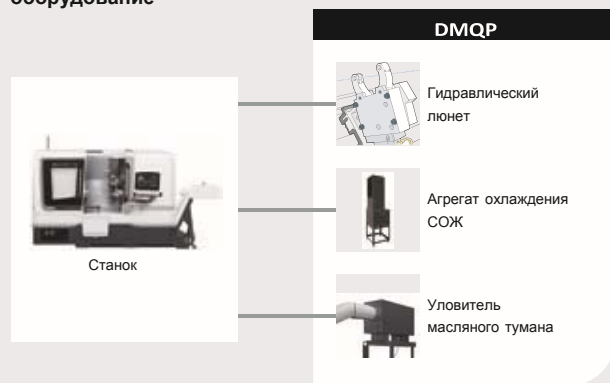 оборудование
DMQP
Гидравлический
люнет
Агрегат охлаждения
СОЖ
Станок
Уловитель
масляного тумана